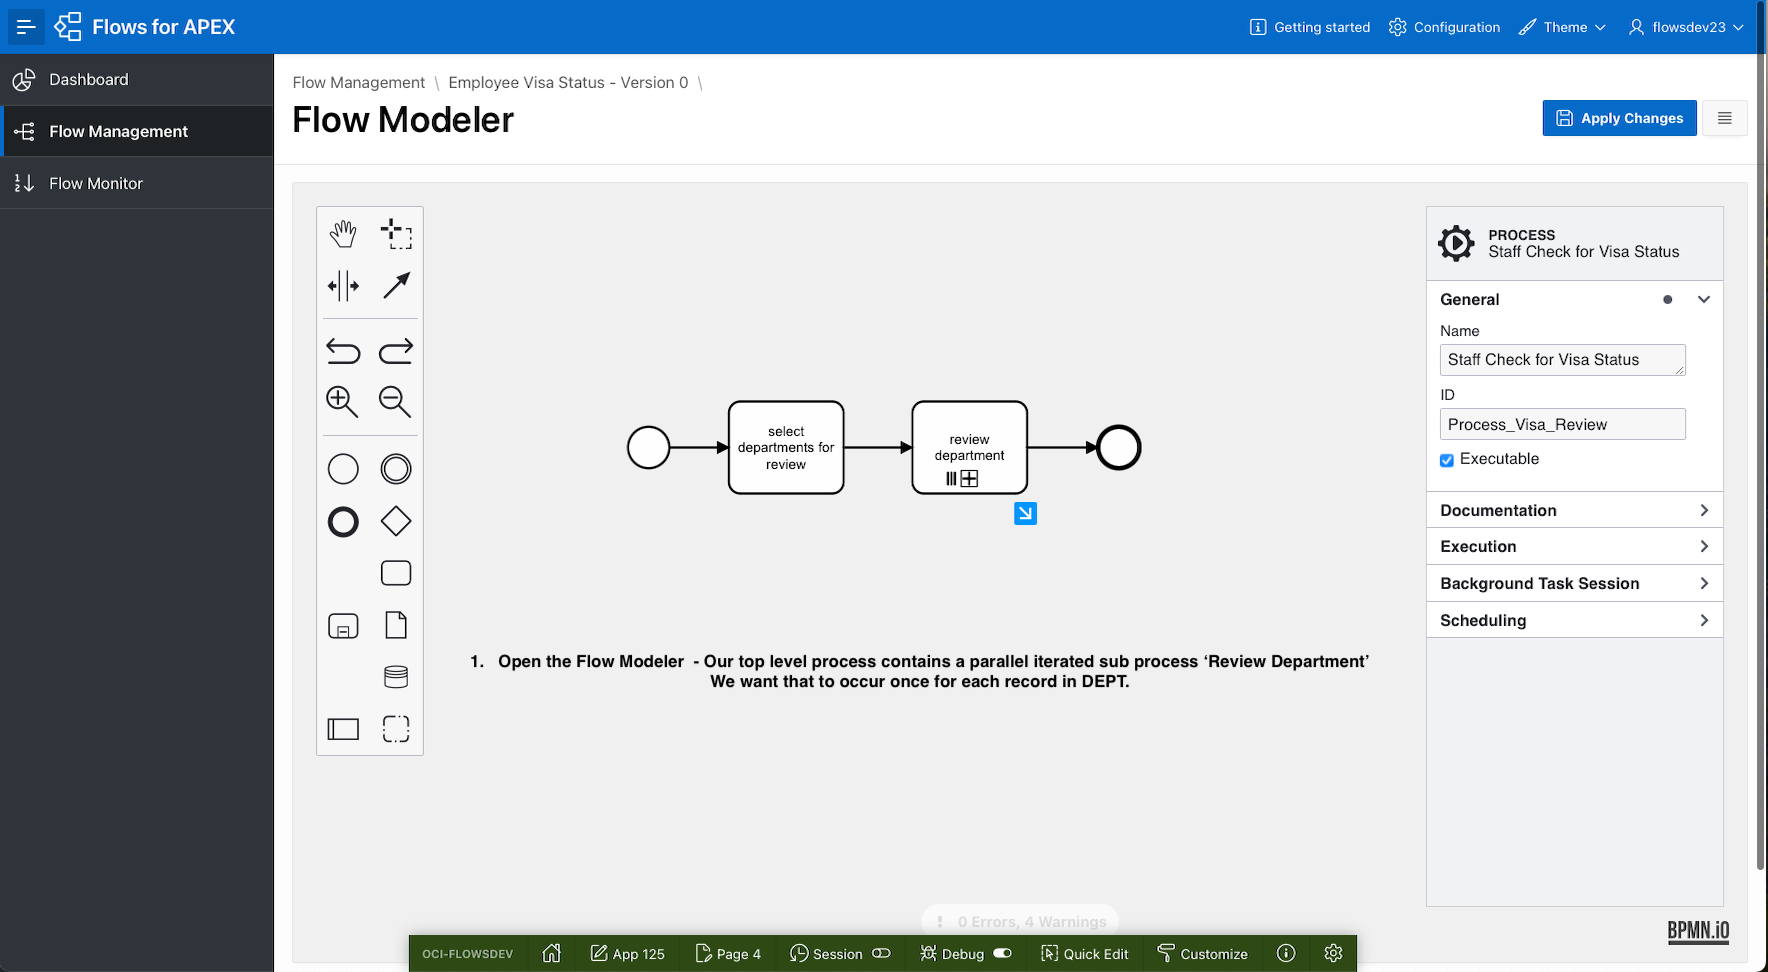 Flows for APEX
Getting started
Configuration
Theme
flowsdev23
Dashboard
Flow Management
Flow Monitor
Flow Management \ Employee Visa Status - Version 0 \
Flow Modeler
Apply Changes
select
departments for
review
review
department
1. Open the Flow Modeler - Our top level process contains a parallel iterated sub process ‘Review Department’
We want that to occur once for each record in DEPT.
PROCESS
Staff Check for Visa Status
General
Name
Staff Check for Visa Status
ID
Process_Visa_Review
Executable
Documentation
Execution
Background Task Session
Scheduling
BPMN.iO
! 0 Errors, 4 Warnings
OCI-FLOWSDEV
App 125
Page 4
Session
Debug
Quick Edit
Customize